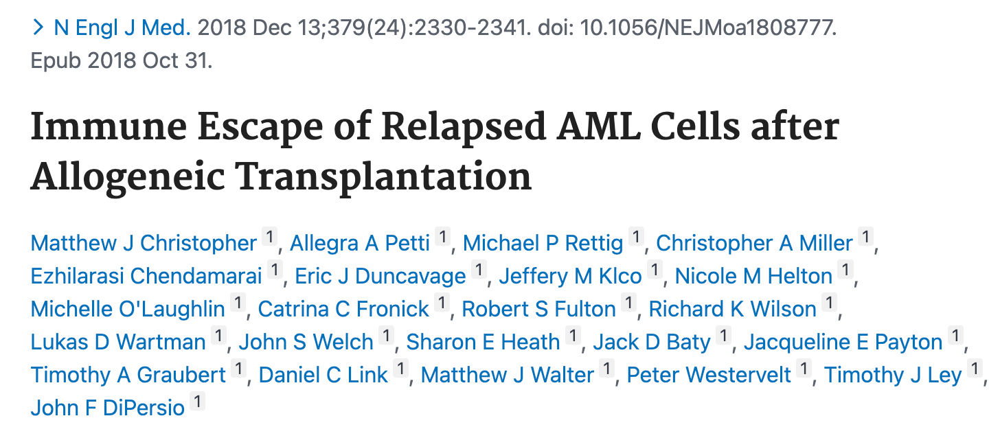 > N Engl J Med. 2018 Dec 13;379(24):2330-2341. doi: 10.1056/NEJMoa1808777.
Epub 2018 Oct 31.
Immune Escape of Relapsed AML Cells after
Allogeneic Transplantation
Matthew J Christopher 1, Allegra A Petti 1, Michael P Rettig 1, Christopher A Miller 1,
Ezhilarasi Chendamarai 1, Eric J Duncavage 1, Jeffery M Klco 1, Nicole M Helton 1,
Michelle O'Laughlin 1, Catrina C Fronick 1, Robert S Fulton 1, Richard K Wilson 1,
Lukas D Wartman 1, John S Welch 1, Sharon E Heath 1, Jack D Baty 1, Jacqueline E Payton 1,
Timothy A Graubert 1, Daniel C Link 1, Matthew J Walter 1, Peter Westervelt 1, Timothy J Ley 1,
John F DiPersio 1